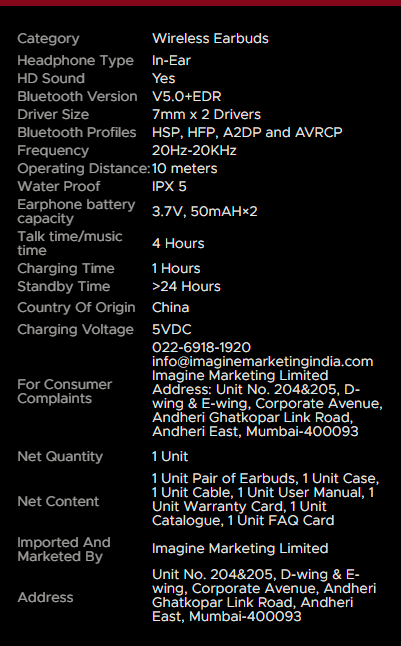 Category Wireless Earbuds
Headphone Type In-Ear
HD Sound Yes
Bluetooth Version V5.0+EDR
Driver Size 7mm x 2 Drivers
Bluetooth Profiles HSP, HFP, A2DP and AVRCP
Frequency 20Hz-20KHz
Operating Distance: 10 meters
Water Proof IPX 5
Earphone battery
capacity
3.7V, 50mAH×2
Talk time/music
time
4 Hours
Charging Time 1 Hours
Standby Time >24 Hours
Country Of Origin China
Charging Voltage 5VDC
For Consumer
Complaints
022-6918-1920
info@imaginemarketingindia.com
Imagine Marketing Limited
Address: Unit No. 204&205, D-
wing & E-wing, Corporate Avenue,
Andheri Ghatkopar Link Road,
Andheri East, Mumbai-400093
Net Quantity 1 Unit
Net Content
1 Unit Pair of Earbuds, 1 Unit Case,
1 Unit Cable, 1 Unit User Manual, 1
Unit Warranty Card, 1 Unit
Catalogue, 1 Unit FAQ Card
Imported And
Marketed By
Imagine Marketing Limited
Address
Unit No. 204&205, D-wing & E-
wing, Corporate Avenue, Andheri
Ghatkopar Link Road, Andheri
East, Mumbai-400093